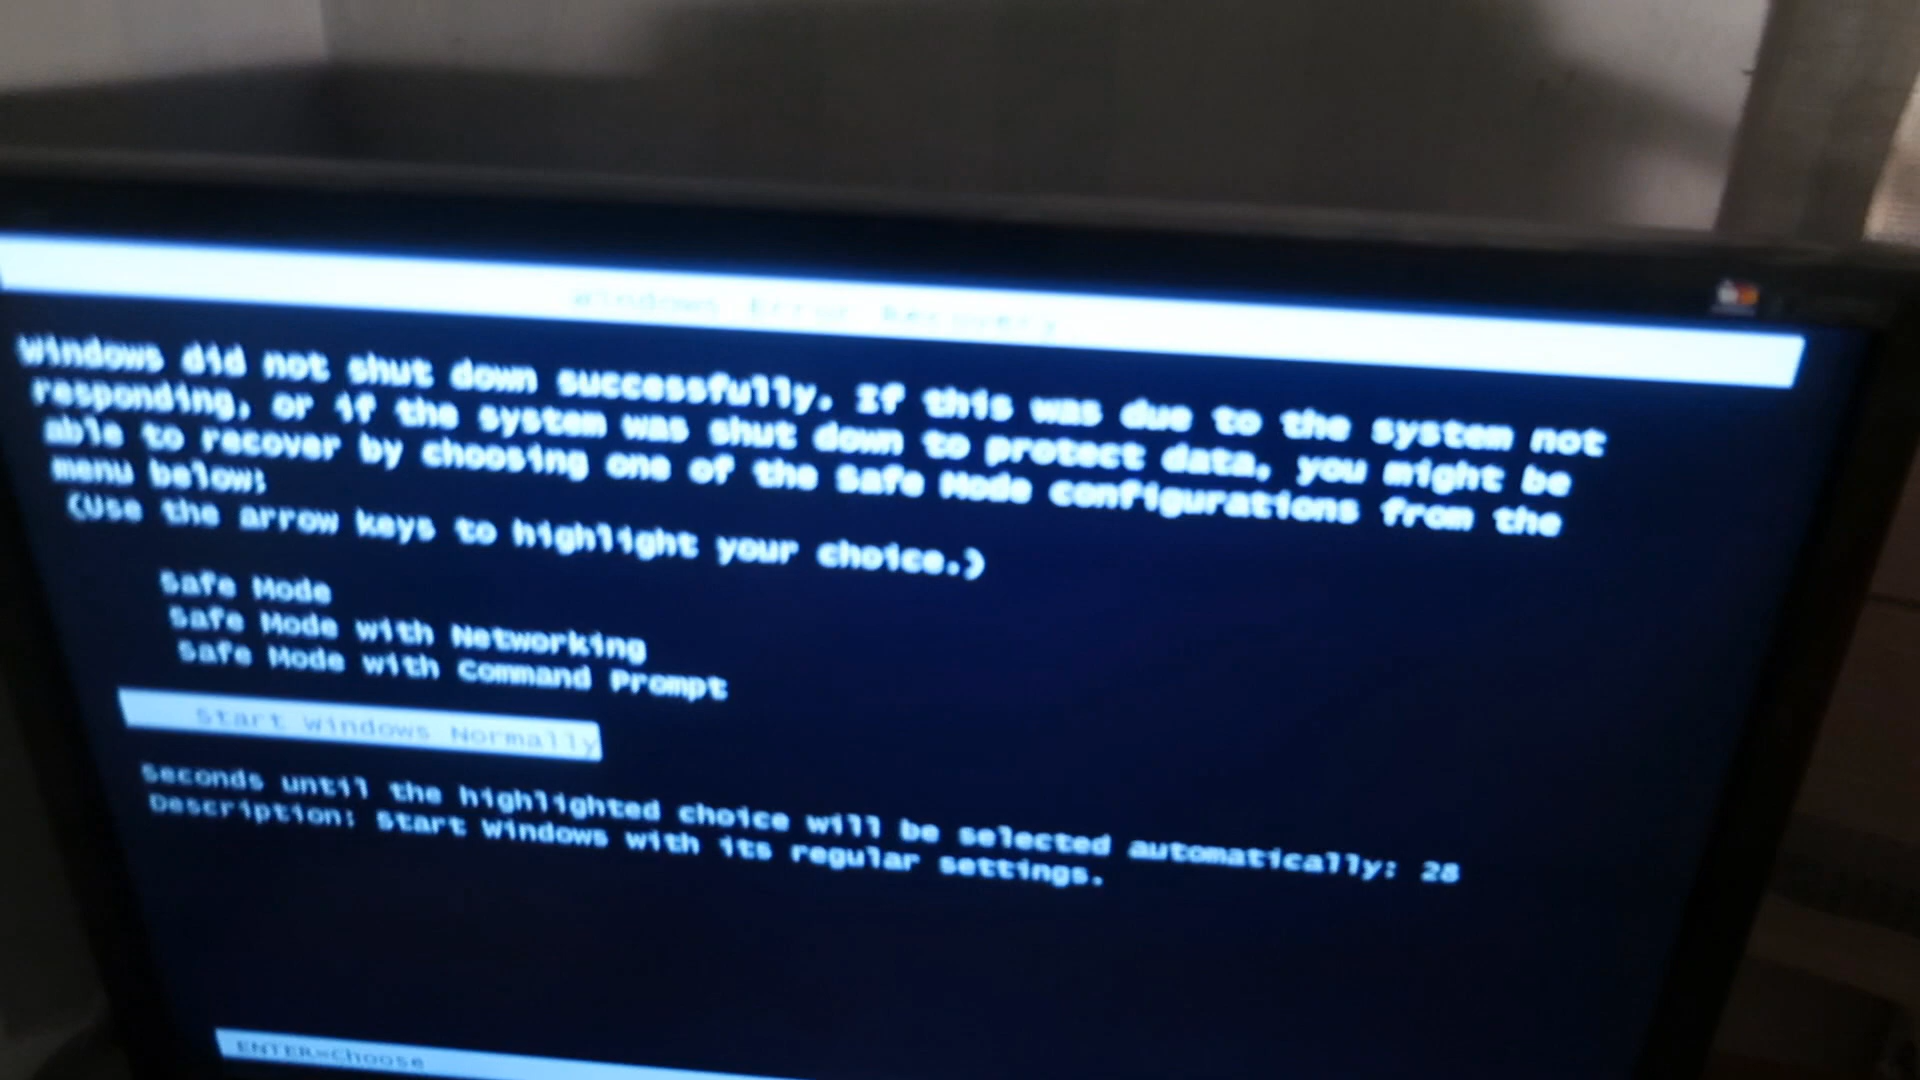 Windows Error Recovery
Windows did not shut down successfully. If this was due to the system not
responding, or if the system was shut down to protect data, you might be
able to recover by choosing one of the Safe Mode configurations from the
menu below:
(Use the arrow keys to highlight your choice.)
Safe Mode
Safe Mode with Networking
Safe Mode with Command Prompt
Start Windows Normally
Seconds until the highlighted choice will be selected automatically: 28
Description: Start Windows with its regular settings.
ENTER=Choose